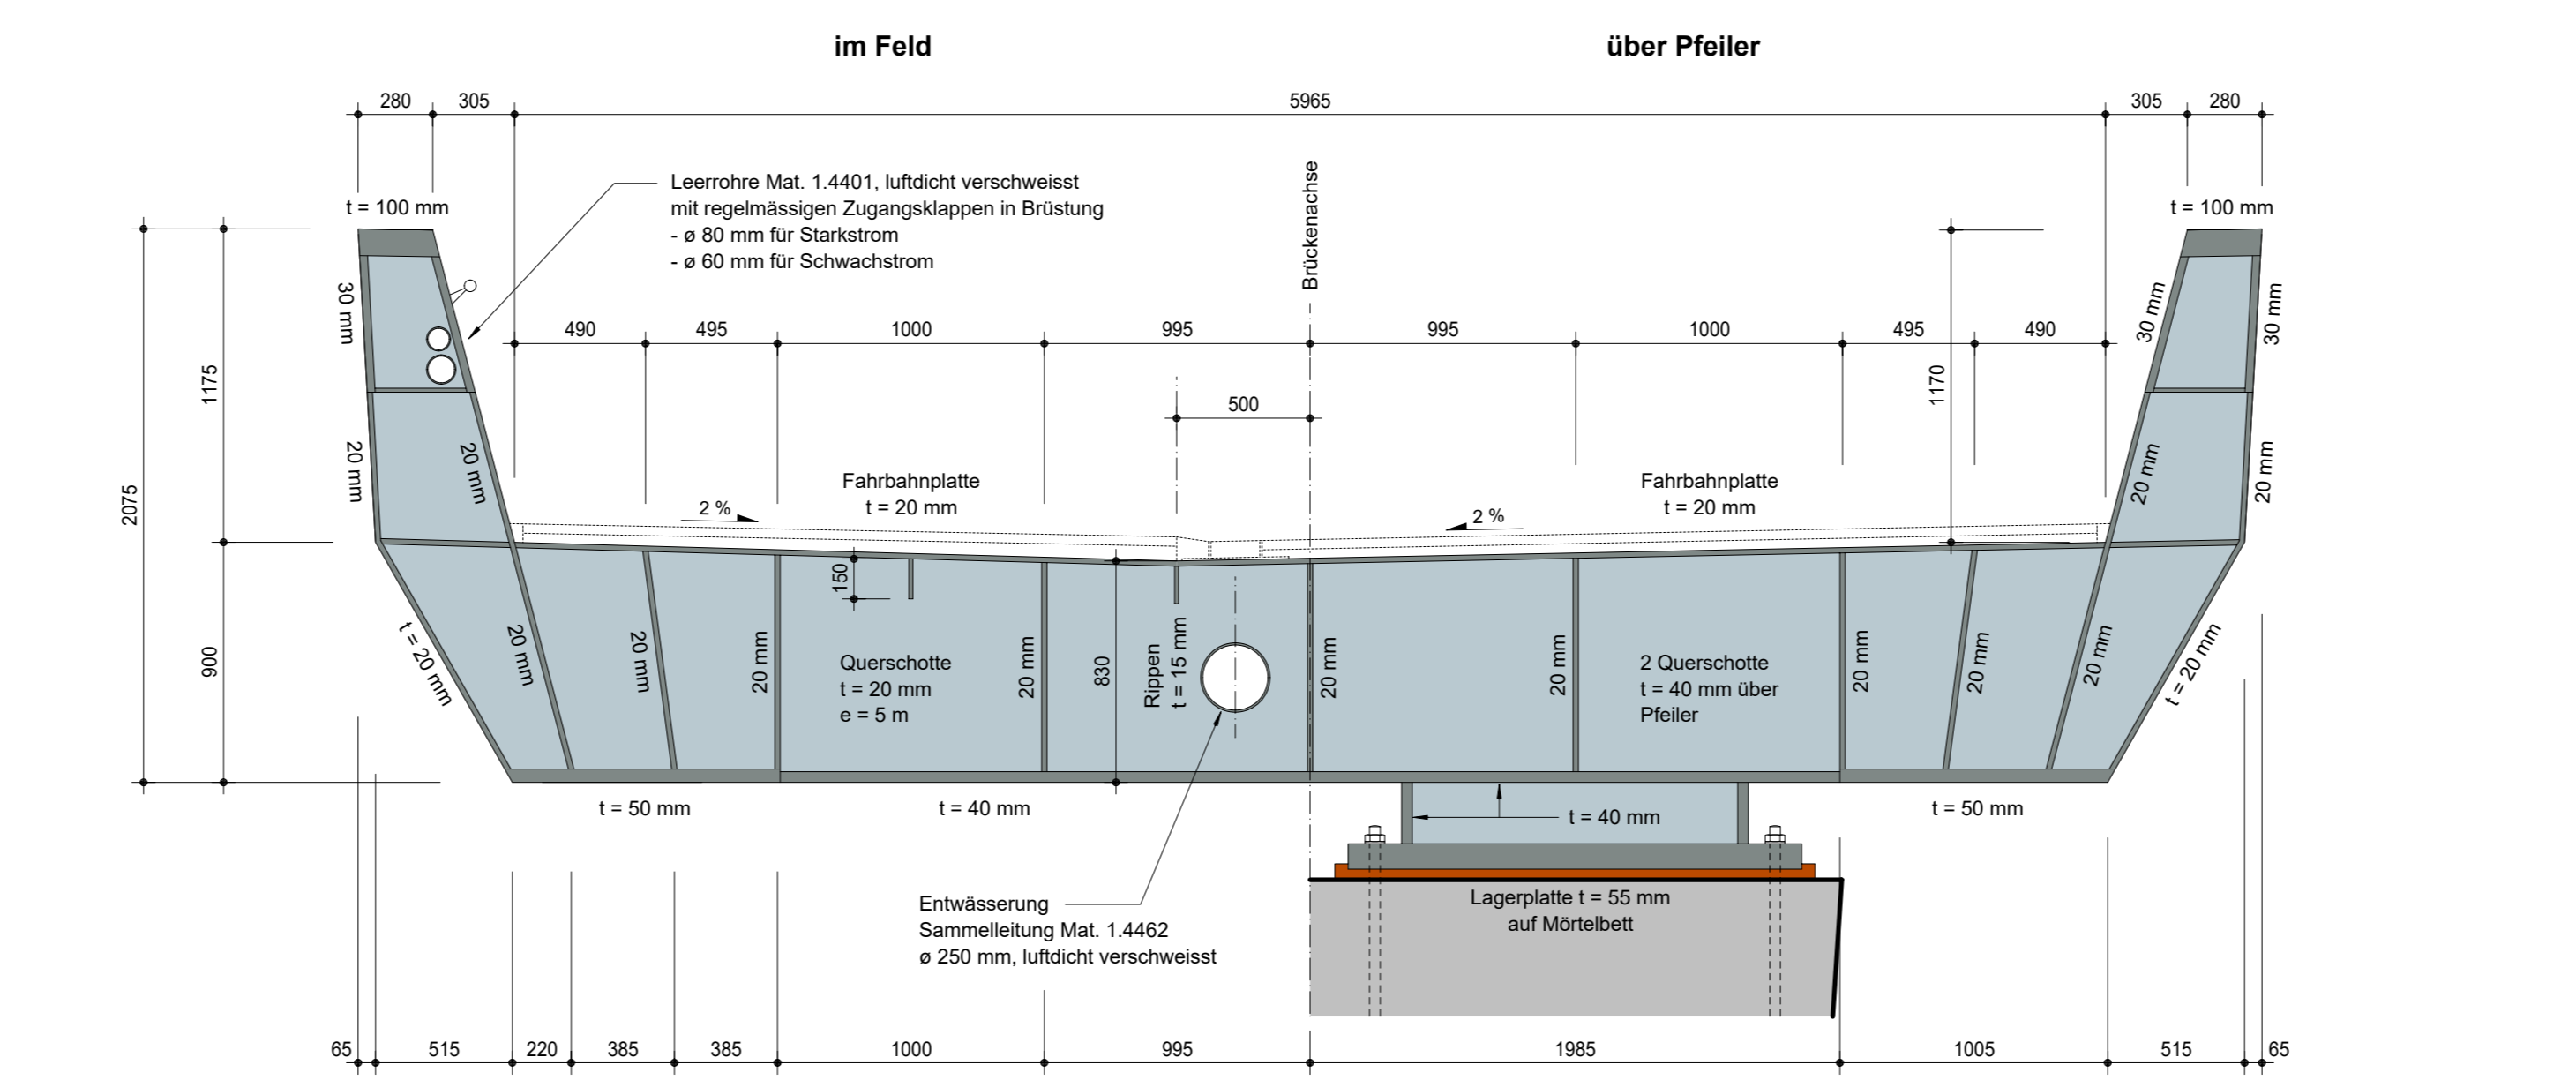 im Feld
über Pfeiler
280
305
5965
305
280
Leerrohre Mat. 1.4401, luftdicht verschweisst
mit regelmässigen Zugangsklappen in Brüstung
- ø 80 mm für Starkstrom
- ø 60 mm für Schwachstrom
Brückenachse
t = 100 mm
t = 100 mm
30 mm
30 mm
30 mm
490
495
1000
995
995
1000
495
490
1175
1170
500
2075
20 mm
20 mm
20 mm
20 mm
Fahrbahnplatte
t = 20 mm
Fahrbahnplatte
t = 20 mm
2 %
2 %
150
900
t = 20 mm
20 mm
20 mm
20 mm
Querschotte
t = 20 mm
e = 5 m
20 mm
830
Rippen
t = 15 mm
20 mm
20 mm
2 Querschotte
t = 40 mm über
Pfeiler
20 mm
20 mm
20 mm
t = 20 mm
t = 50 mm
t = 40 mm
t = 40 mm
t = 50 mm
Entwässerung
Sammelleitung Mat. 1.4462
ø 250 mm, luftdicht verschweisst
Lagerplatte t = 55 mm
auf Mörtelbett
65
515
220
385
385
1000
995
1985
1005
515
65